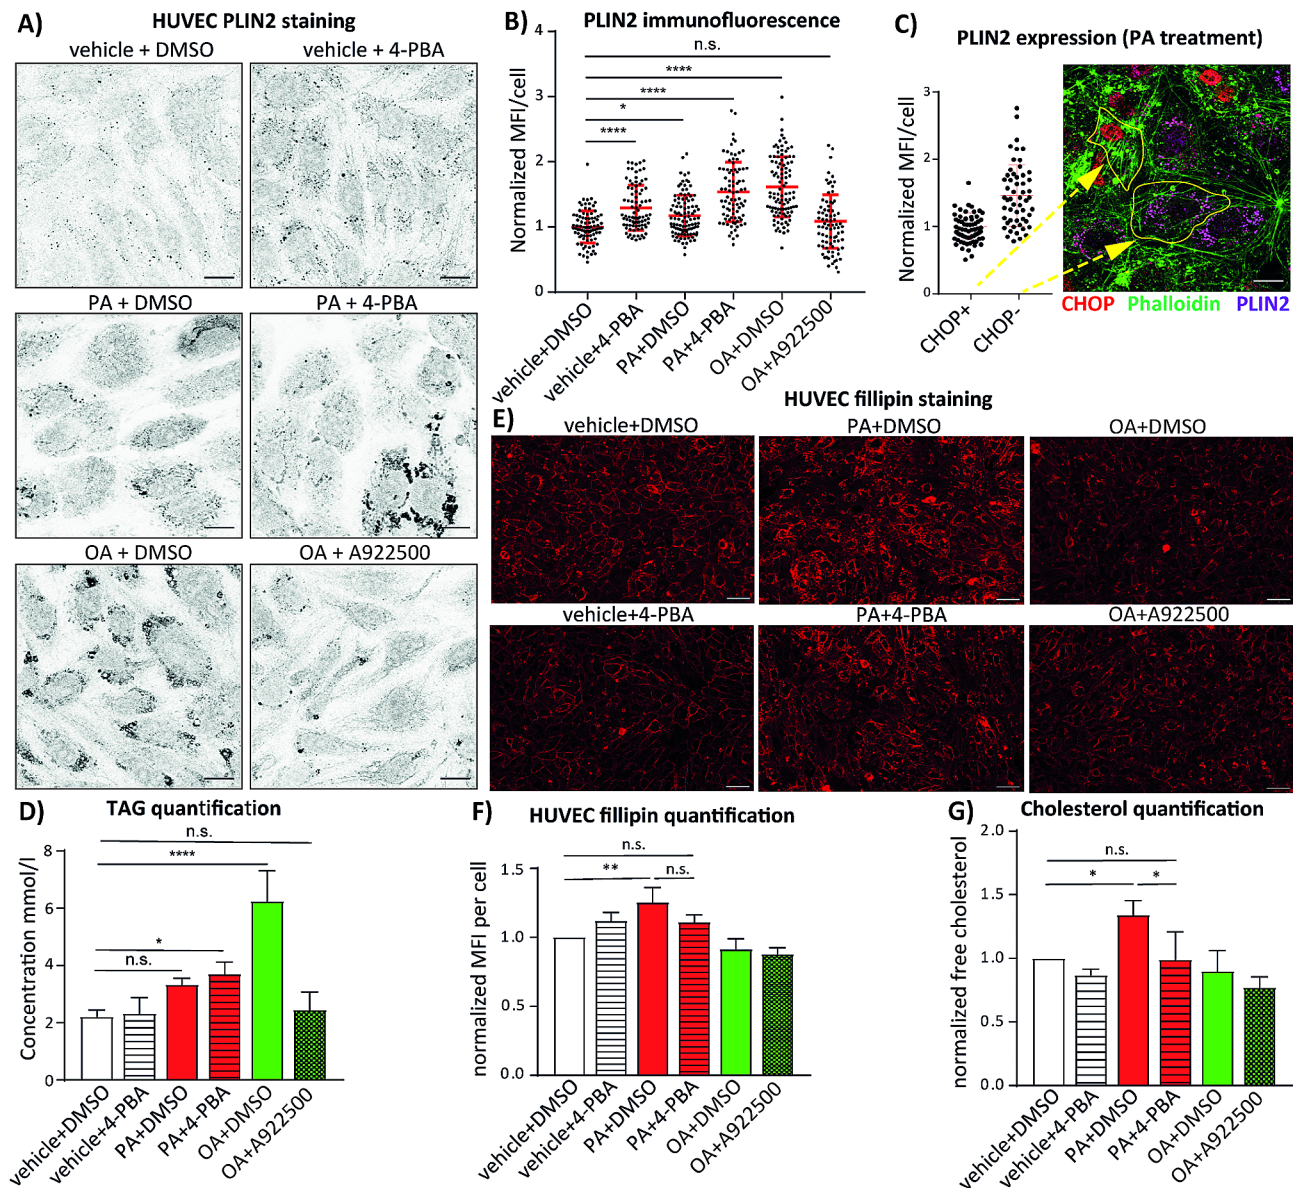 A)
HUVEC PLIN2 staining
vehicle + DMSO
vehicle + 4-PBA
PA + DMSO
PA + 4-PBA
OA + DMSO
OA + A922500
B)
PLIN2 immunofluorescence
Normalized MFI/cell
4
3
2
1
0
n.s.
****
****
*
****
vehicle+DMSO
vehicle+4-PBA
PA+DMSO
PA+4-PBA
OA+DMSO
OA+A922500
C)
PLIN2 expression (PA treatment)
Normalized MFI/cell
3
2
1
0
CHOP+
CHOP-
CHOP Phalloidin PLIN2
E)
HUVEC fillipin staining
vehicle+DMSO
PA+DMSO
OA+DMSO
vehicle+4-PBA
PA+4-PBA
OA+A922500
D)
TAG quantification
Concentration mmol/l
8
6
4
2
0
n.s.
****
*
n.s.
vehicle+DMSO
vehicle+4-PBA
PA+DMSO
PA+4-PBA
OA+DMSO
OA+A922500
F)
HUVEC fillipin quantification
normalized MFI per cell
1.5
1.0
0.5
0.0
n.s.
**
n.s.
vehicle+DMSO
vehicle+4-PBA
PA+DMSO
PA+4-PBA
OA+DMSO
OA+A922500
G)
Cholesterol quantification
normalized free cholesterol
2.0
1.5
1.0
0.5
0.0
n.s.
*
*
vehicle+DMSO
vehicle+4-PBA
PA+DMSO
PA+4-PBA
OA+DMSO
OA+A922500